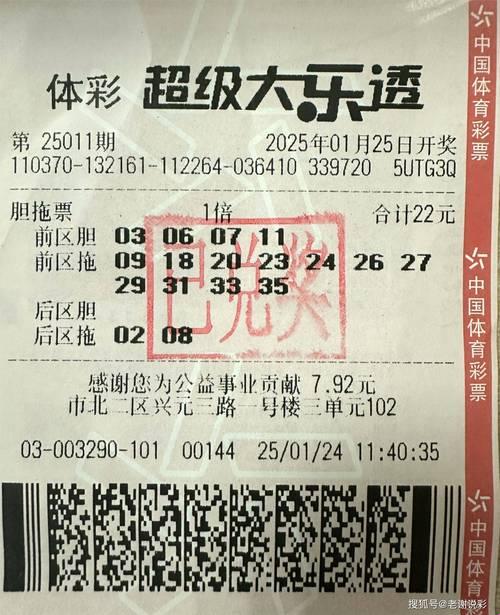 体彩 超级大乐透
第 25011期 2025年01月25日开奖
110370-132161-112264-036410 339720 5UTG3Q
胆拖票 1倍 合计22元
前区胆 03 06 07 11
前区拖 09 18 20 23 24 26 27
29 31 33 35
后区胆
后区拖 02 08
已兑奖
感谢您为公益事业贡献 7.92元
市北二区兴元三路一号楼三单元102
03-003290-101 00144 25/01/24 11:40:35
中国体育彩票
中国体育彩票
中国体育
搜狐号@老谢说彩